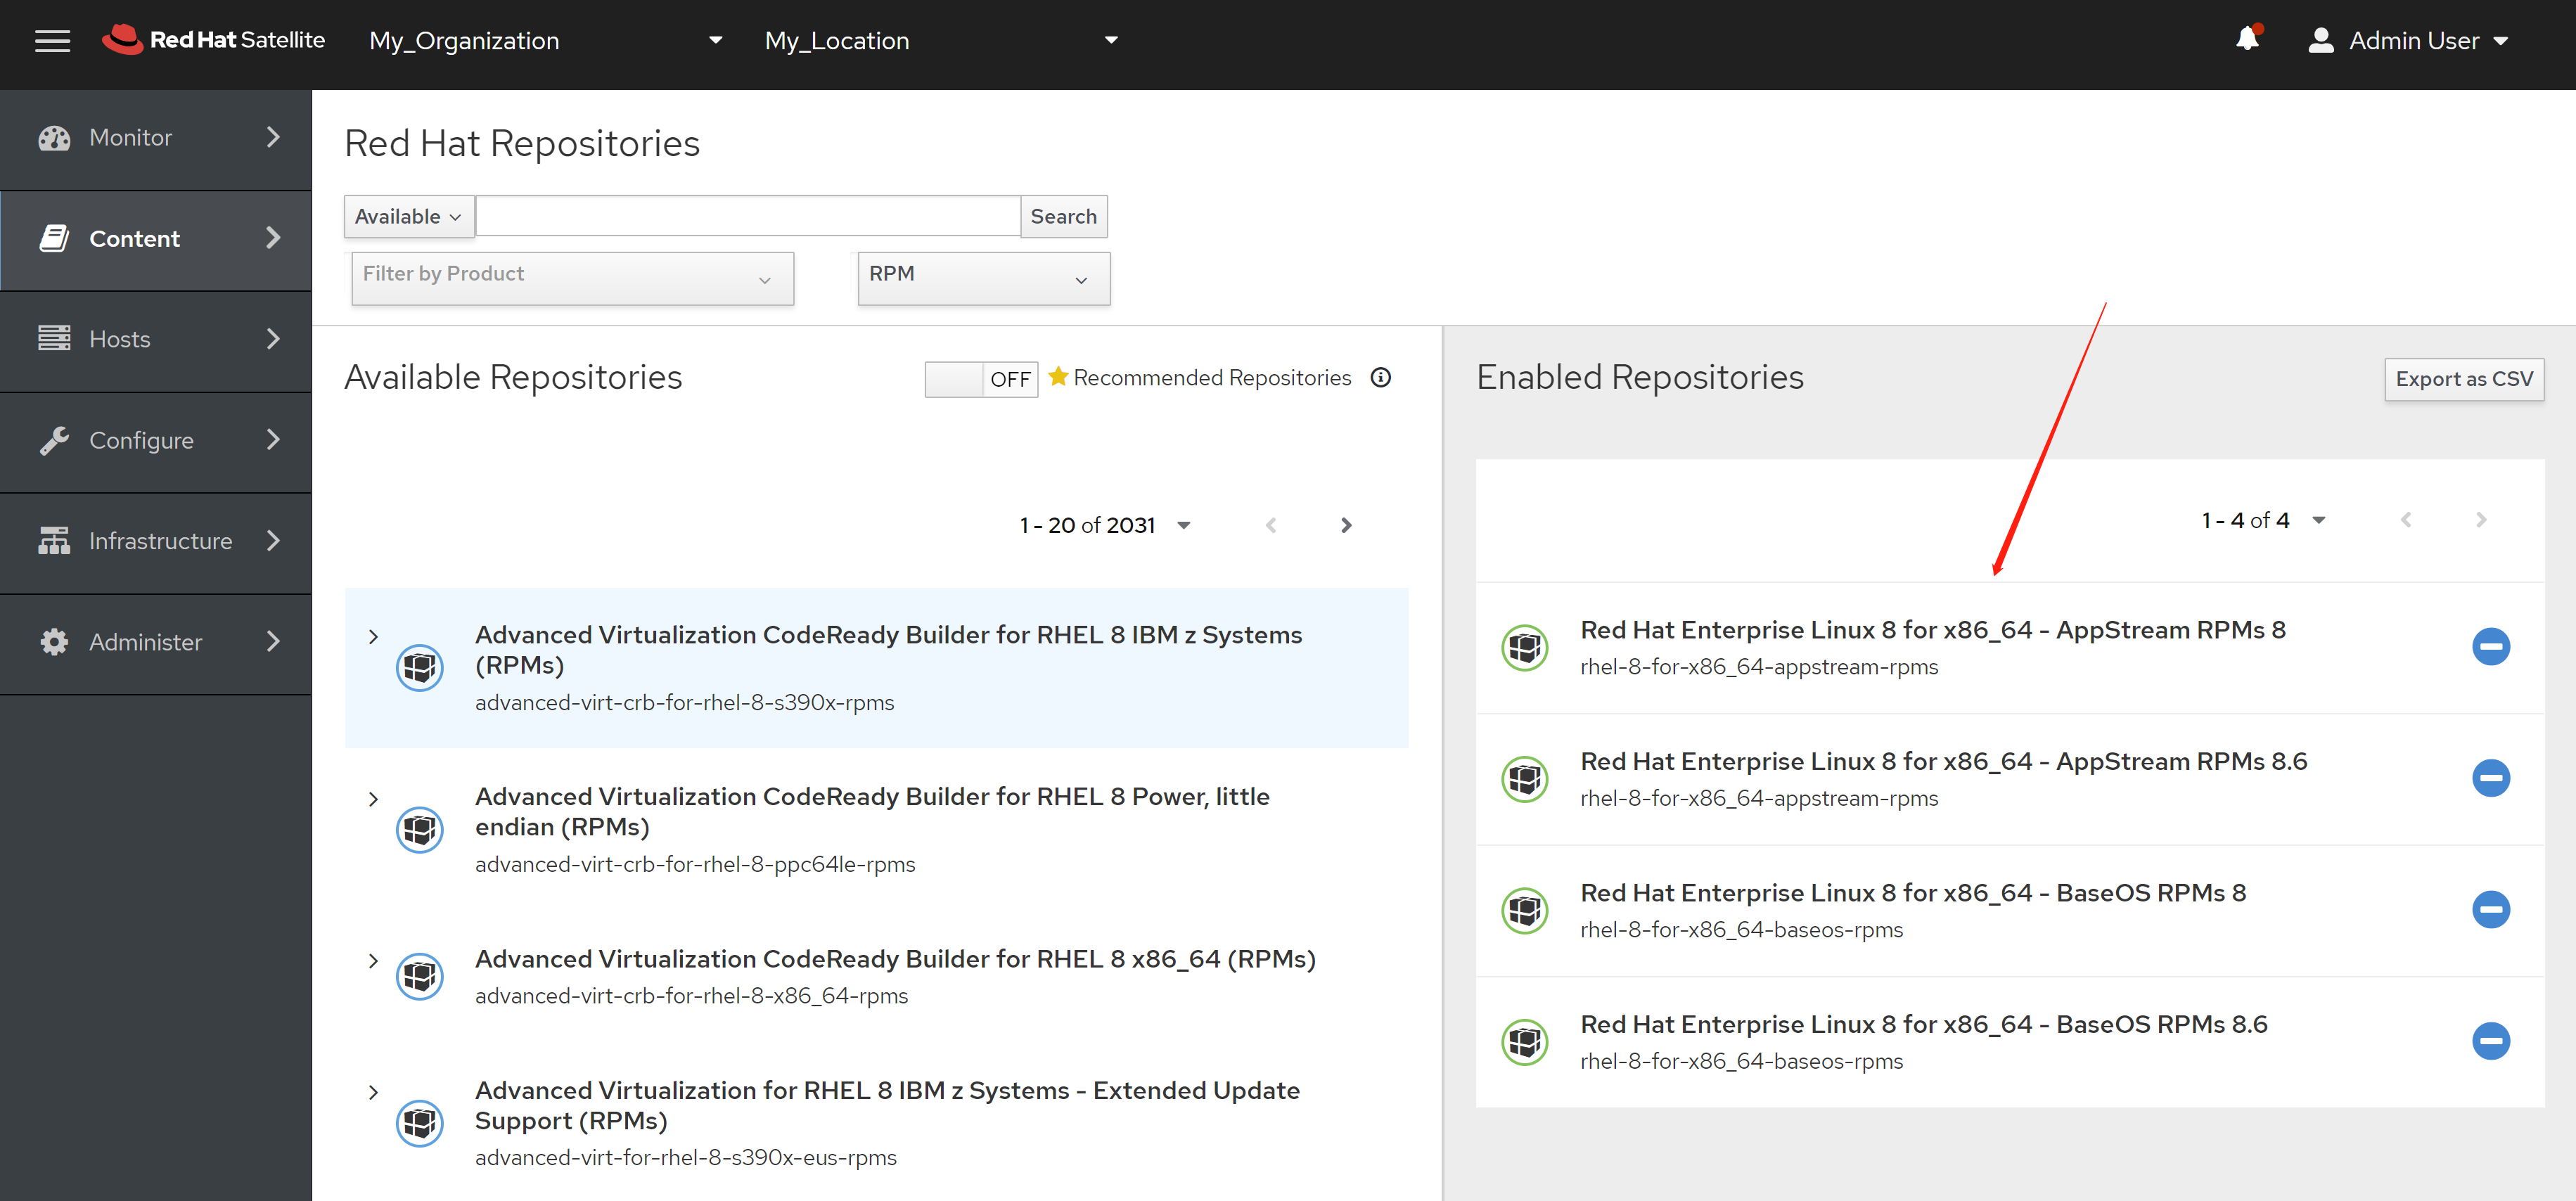 Red Hat Satellite
My_Organization
My_Location
Admin User
Monitor
Content
Hosts
Configure
Infrastructure
Administer
Red Hat Repositories
Available
Search
Filter by Product
RPM
Available Repositories
OFF
Recommended Repositories
1 - 20 of 2031
Advanced Virtualization CodeReady Builder for RHEL 8 IBM z Systems
(RPMs)
advanced-virt-crb-for-rhel-8-s390x-rpms
Advanced Virtualization CodeReady Builder for RHEL 8 Power, little
endian (RPMs)
advanced-virt-crb-for-rhel-8-ppc64le-rpms
Advanced Virtualization CodeReady Builder for RHEL 8 x86_64 (RPMs)
advanced-virt-crb-for-rhel-8-x86_64-rpms
Advanced Virtualization for RHEL 8 IBM z Systems - Extended Update
Support (RPMs)
advanced-virt-for-rhel-8-s390x-eus-rpms
Enabled Repositories
Export as CSV
1 - 4 of 4
Red Hat Enterprise Linux 8 for x86_64 - AppStream RPMs 8
rhel-8-for-x86_64-appstream-rpms
Red Hat Enterprise Linux 8 for x86_64 - AppStream RPMs 8.6
rhel-8-for-x86_64-appstream-rpms
Red Hat Enterprise Linux 8 for x86_64 - BaseOS RPMs 8
rhel-8-for-x86_64-baseos-rpms
Red Hat Enterprise Linux 8 for x86_64 - BaseOS RPMs 8.6
rhel-8-for-x86_64-baseos-rpms